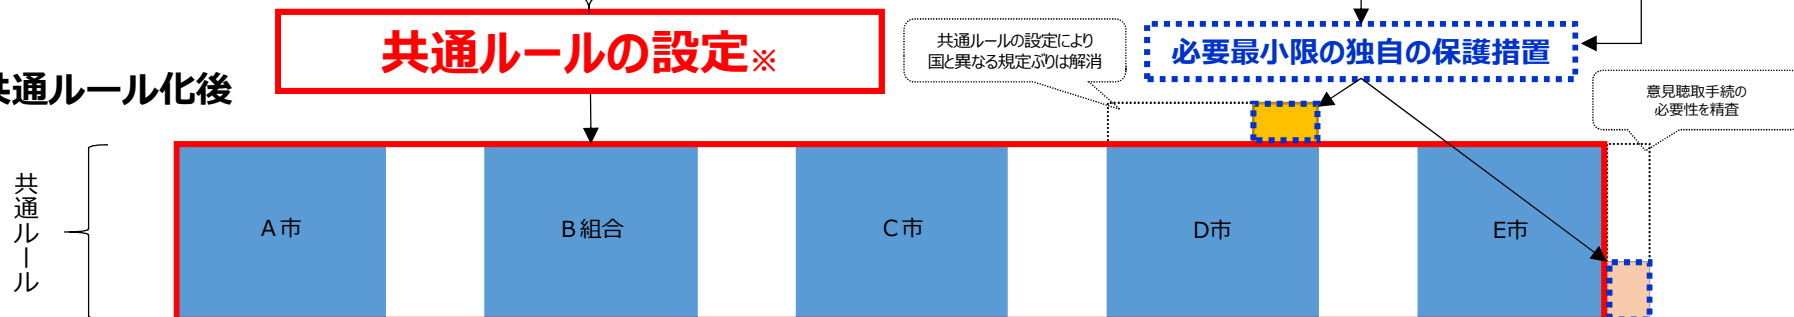 共通ルールの設定※
共通ルールの設定により
国と異なる規定ぶりは解消
必要最小限の独自の保護措置
共通ルール化後
意見聴取手続の
必要性を精査
共通ルール
A市
B組合
C市
D市
E市